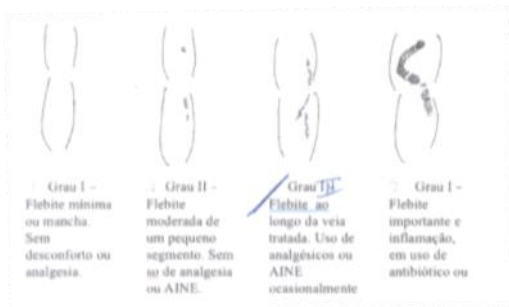 Grau I –
Flebite mínima
ou mancha.
Sem
desconforto ou
analgesia.
Grau II –
Flebite
moderada de
um pequeno
segmento. Sem
so de analgesia
ou AINE.
Grau III
Flebite ao
longo da veia
tratada. Uso de
analgésicos ou
AINE
ocasionalmente
Grau I –
Flebite
importante e
inflamação,
em uso de
antibiótico ou